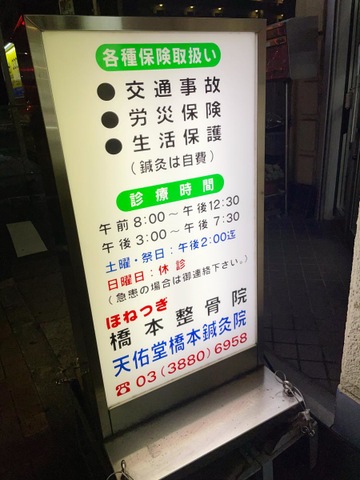 各種保険取扱い
●交通事故
●労災保険
●生活保護
(鍼灸は自費)
診療時間
午前8:00〜午後12:30
午後3:00〜午後7:30
土曜・祭日:午後2:00迄
日曜日:休診
(急患の場合は御連絡下さい。)
ほねつぎ
橋本整骨院
天佑堂橋本鍼灸院
☎03(3880)6958